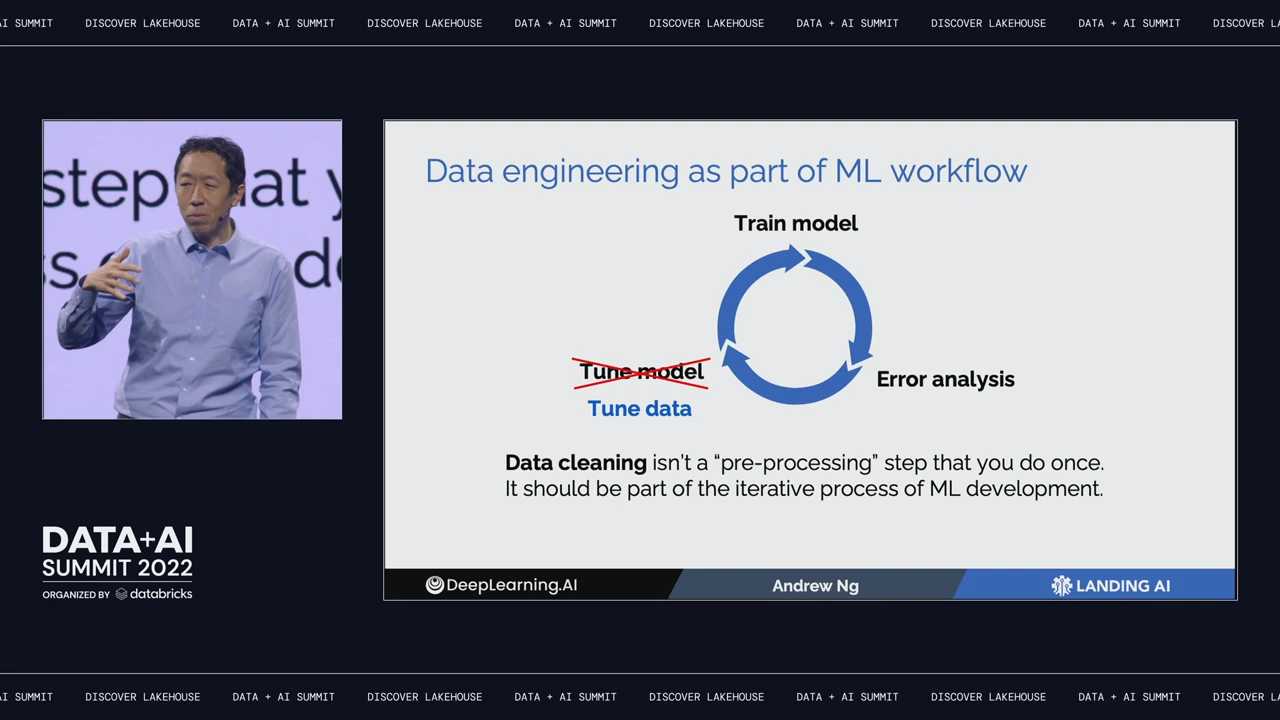 AI SUMMIT DISCOVER LAKEHOUSE DATA + AI SUMMIT DISCOVER LAKEHOUSE DATA + AI SUMMIT DISCOVER LAKEHOUSE DATA + AI SUMMIT DISCOVER LAKEHOUSE DATA + AI SUMMIT DISCOVER
step that y
s de
Data engineering as part of ML workflow
Train model
Tune model
Error analysis
Tune data
Data cleaning isn't a “pre-processing” step that you do once.
It should be part of the iterative process of ML development.
DeepLearning.AI Andrew Ng LANDING AI
DATA+AI
SUMMIT 2022
ORGANIZED BY databricks
AI SUMMIT DISCOVER LAKEHOUSE DATA + AI SUMMIT DISCOVER LAKEHOUSE DATA + AI SUMMIT DISCOVER LAKEHOUSE DATA + AI SUMMIT DISCOVER LAKEHOUSE DATA + AI SUMMIT DISCOVER